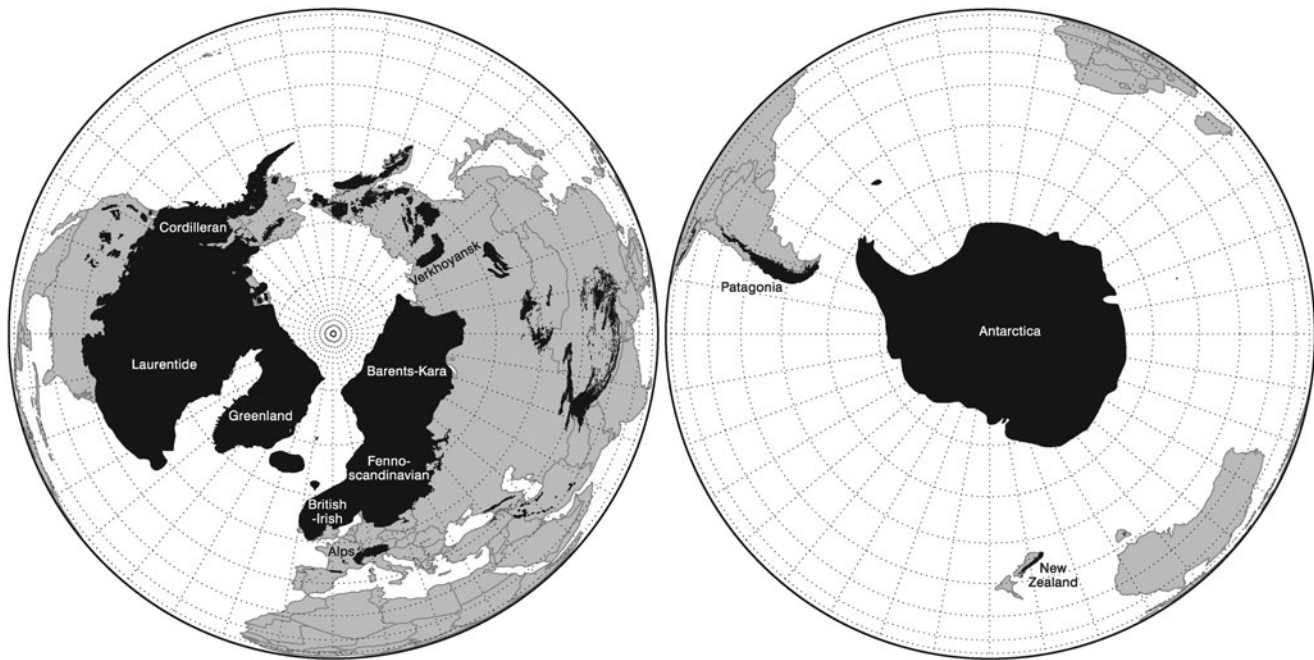 Cordilleran
Verkhoyansk
Laurentide
Greenland
Barents-Kara
Fenno-
scandinavian
British
-Irish
Alps
Patagonia
Antarctica
New
Zealand